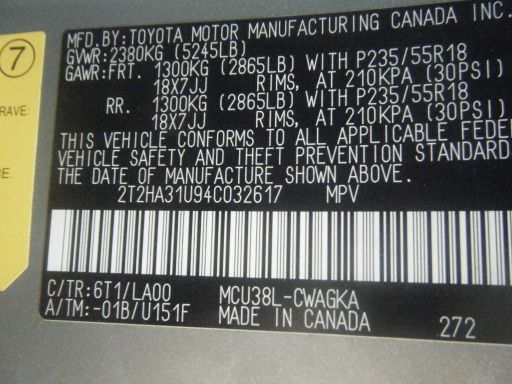 MFD.BY:TOYOTA MOTOR MANUFACTURING CANADA INC.
GVWR:2380KG (5245LB)
GAWR:FRT. 1300KG (2865LB) WITH P235/55R18
18X7JJ RIMS, AT 210KPA (30PSI)
RR. 1300KG (2865LB) WITH P235/55R18
18X7JJ RIMS, AT 210KPA (30PSI)
THIS VEHICLE CONFORMS TO ALL APPLICABLE FEDE
VEHICLE SAFETY AND THEFT PREVENTION STANDARD
THE DATE OF MANUFACTURE SHOWN ABOVE.
2T2HA31U94C032617 MPV
C/TR:6T1/LA00 MCU38L-CWAGKA
A/TM:-01B/U151F MADE IN CANADA 272
7
RAVE:
RE.